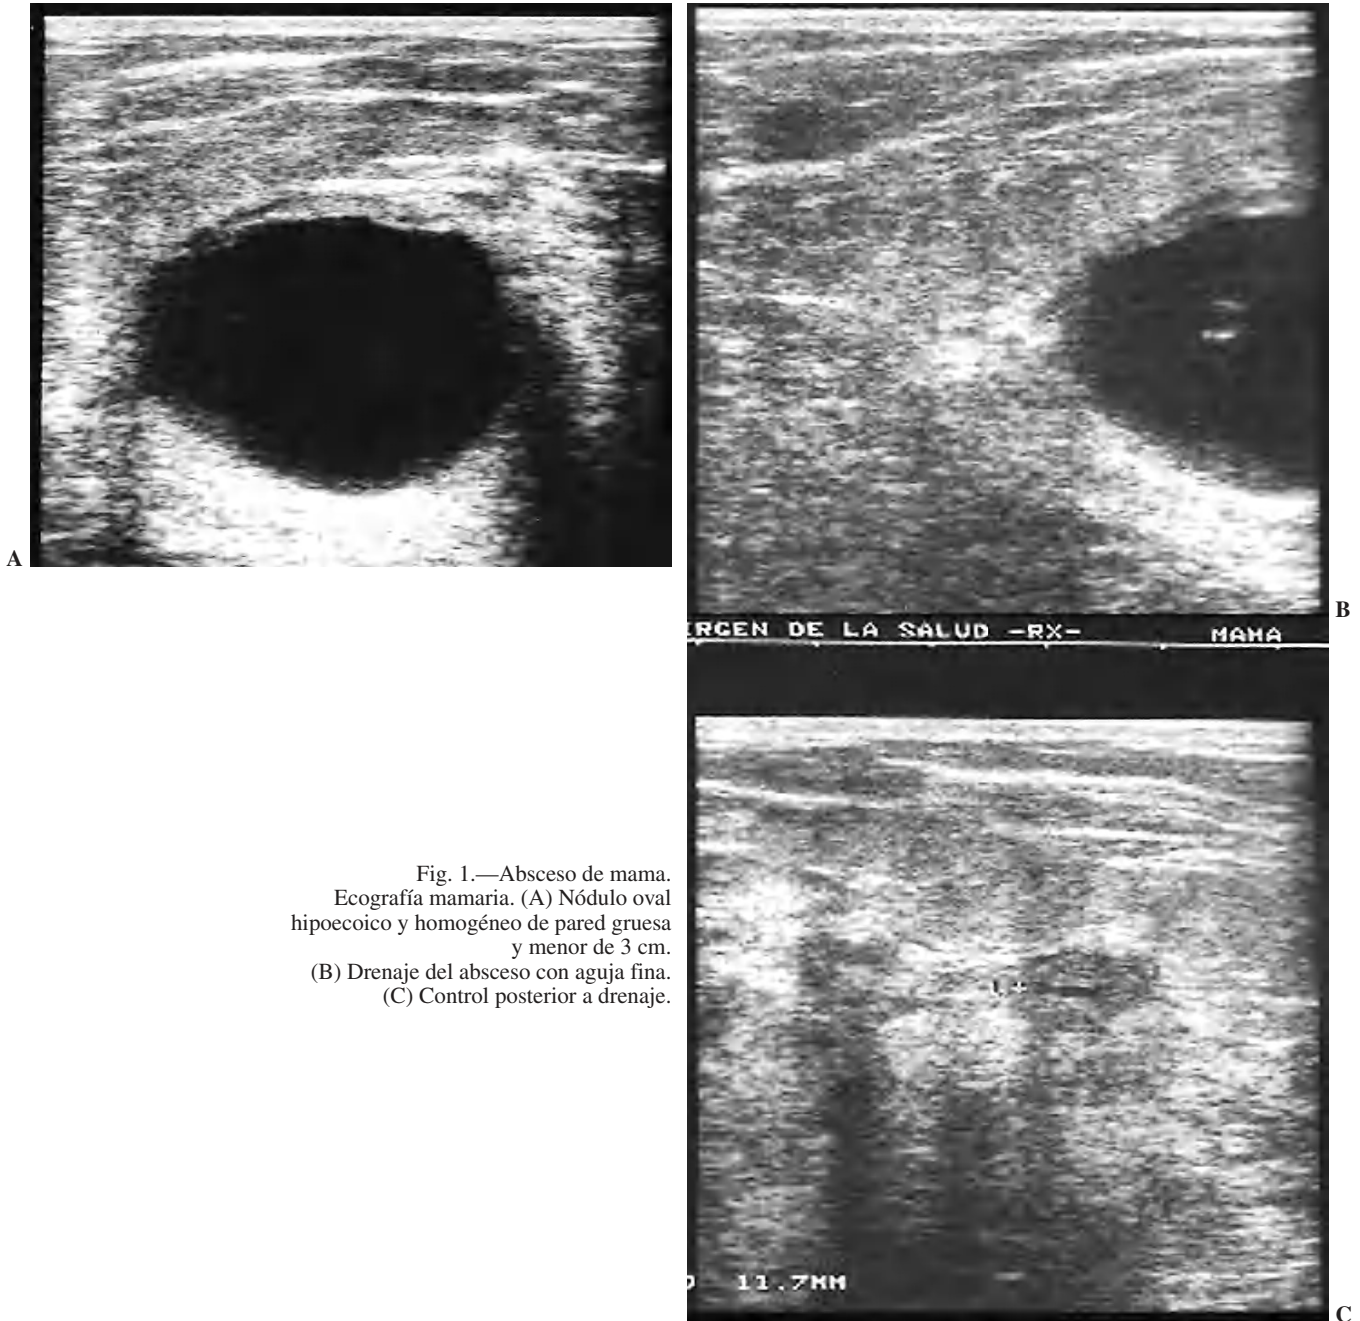 A
B
IRGEN DE LA SALUD -RX-
MAMA
Fig. 1.—Absceso de mama.
Ecografía mamaria. (A) Nódulo oval
hipoecoico y homogéneo de pared gruesa
y menor de 3 cm.
(B) Drenaje del absceso con aguja fina.
(C) Control posterior a drenaje.
11.7MM
C